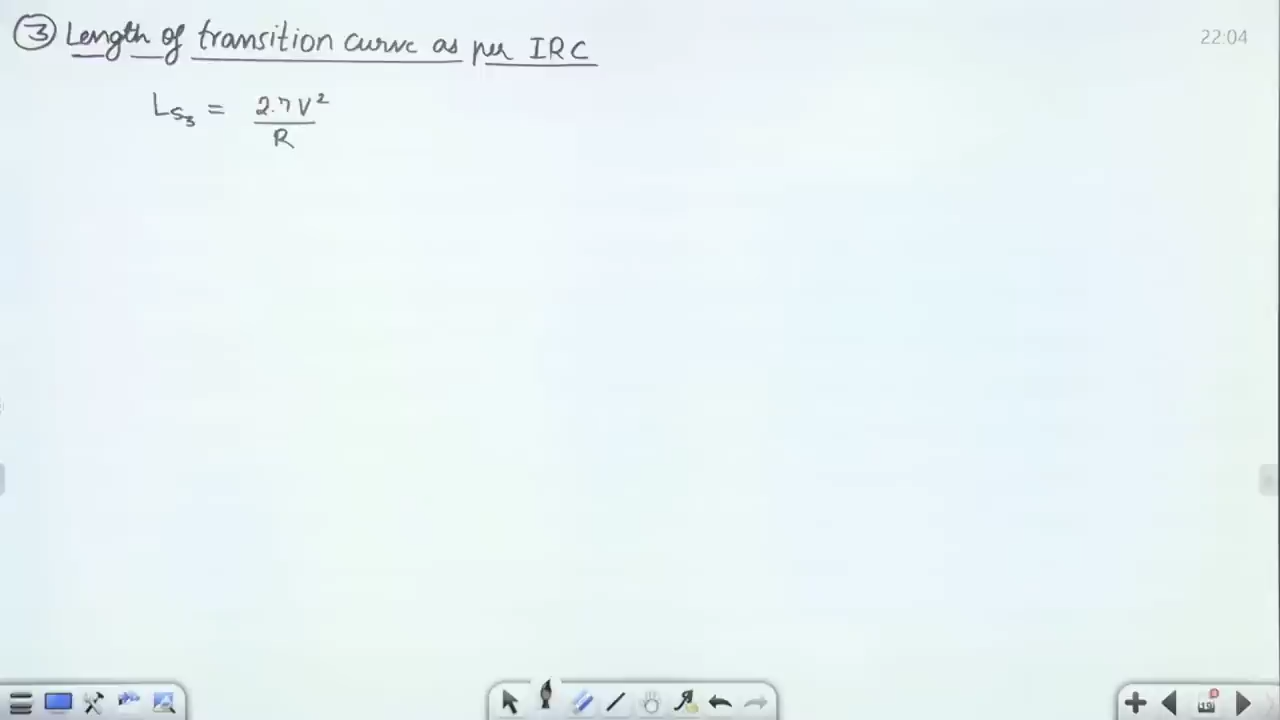 ③ Length of transition curve as per IRC
22:04
Ls₃ = 2.7V²/R